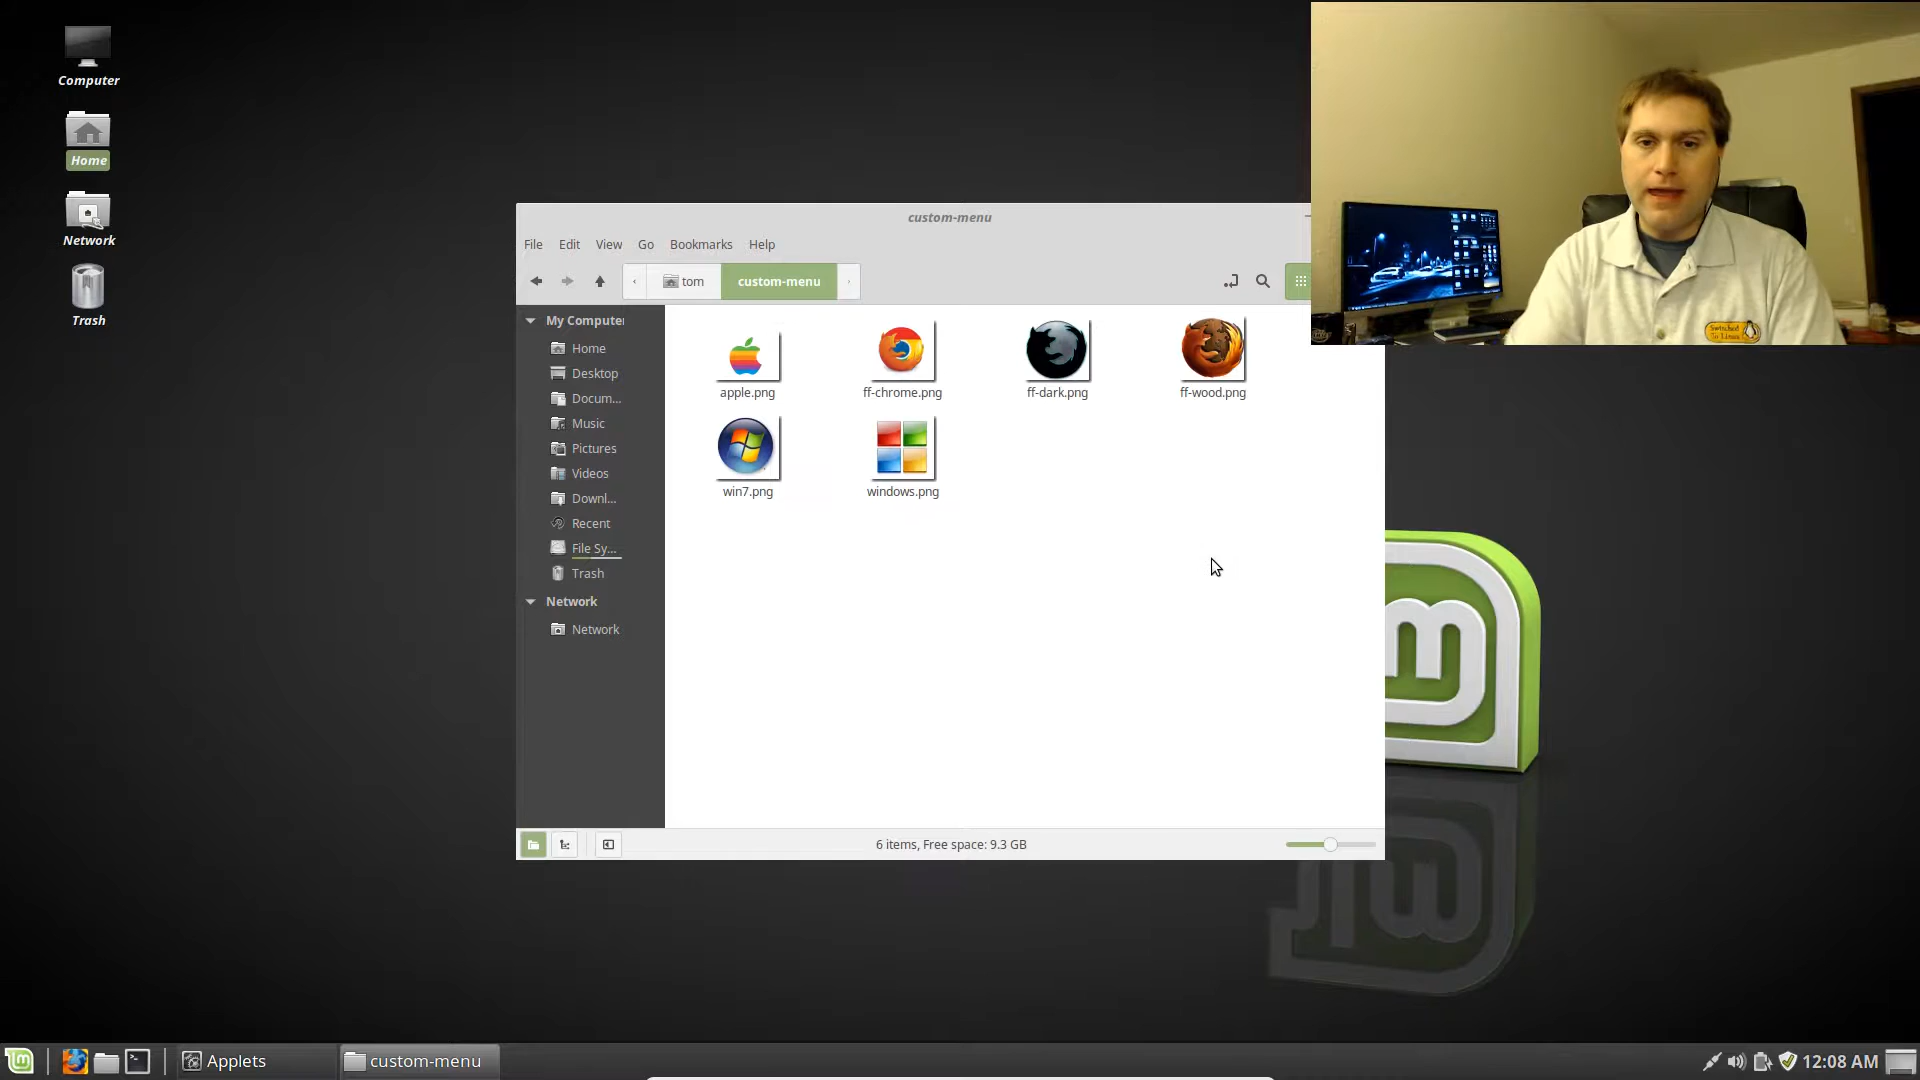 Computer
Home
Network
Trash
custom-menu
File Edit View Go Bookmarks Help
tom custom-menu
My Compute
Home
Desktop
Docum...
Music
Pictures
Videos
Downl...
Recent
File Sy...
Trash
Network
Network
apple.png ff-chrome.png ff-dark.png ff-wood.png
win7.png windows.png
6 items, Free space: 9.3 GB
Switched
To Linux
Applets custom-menu 12:08 AM